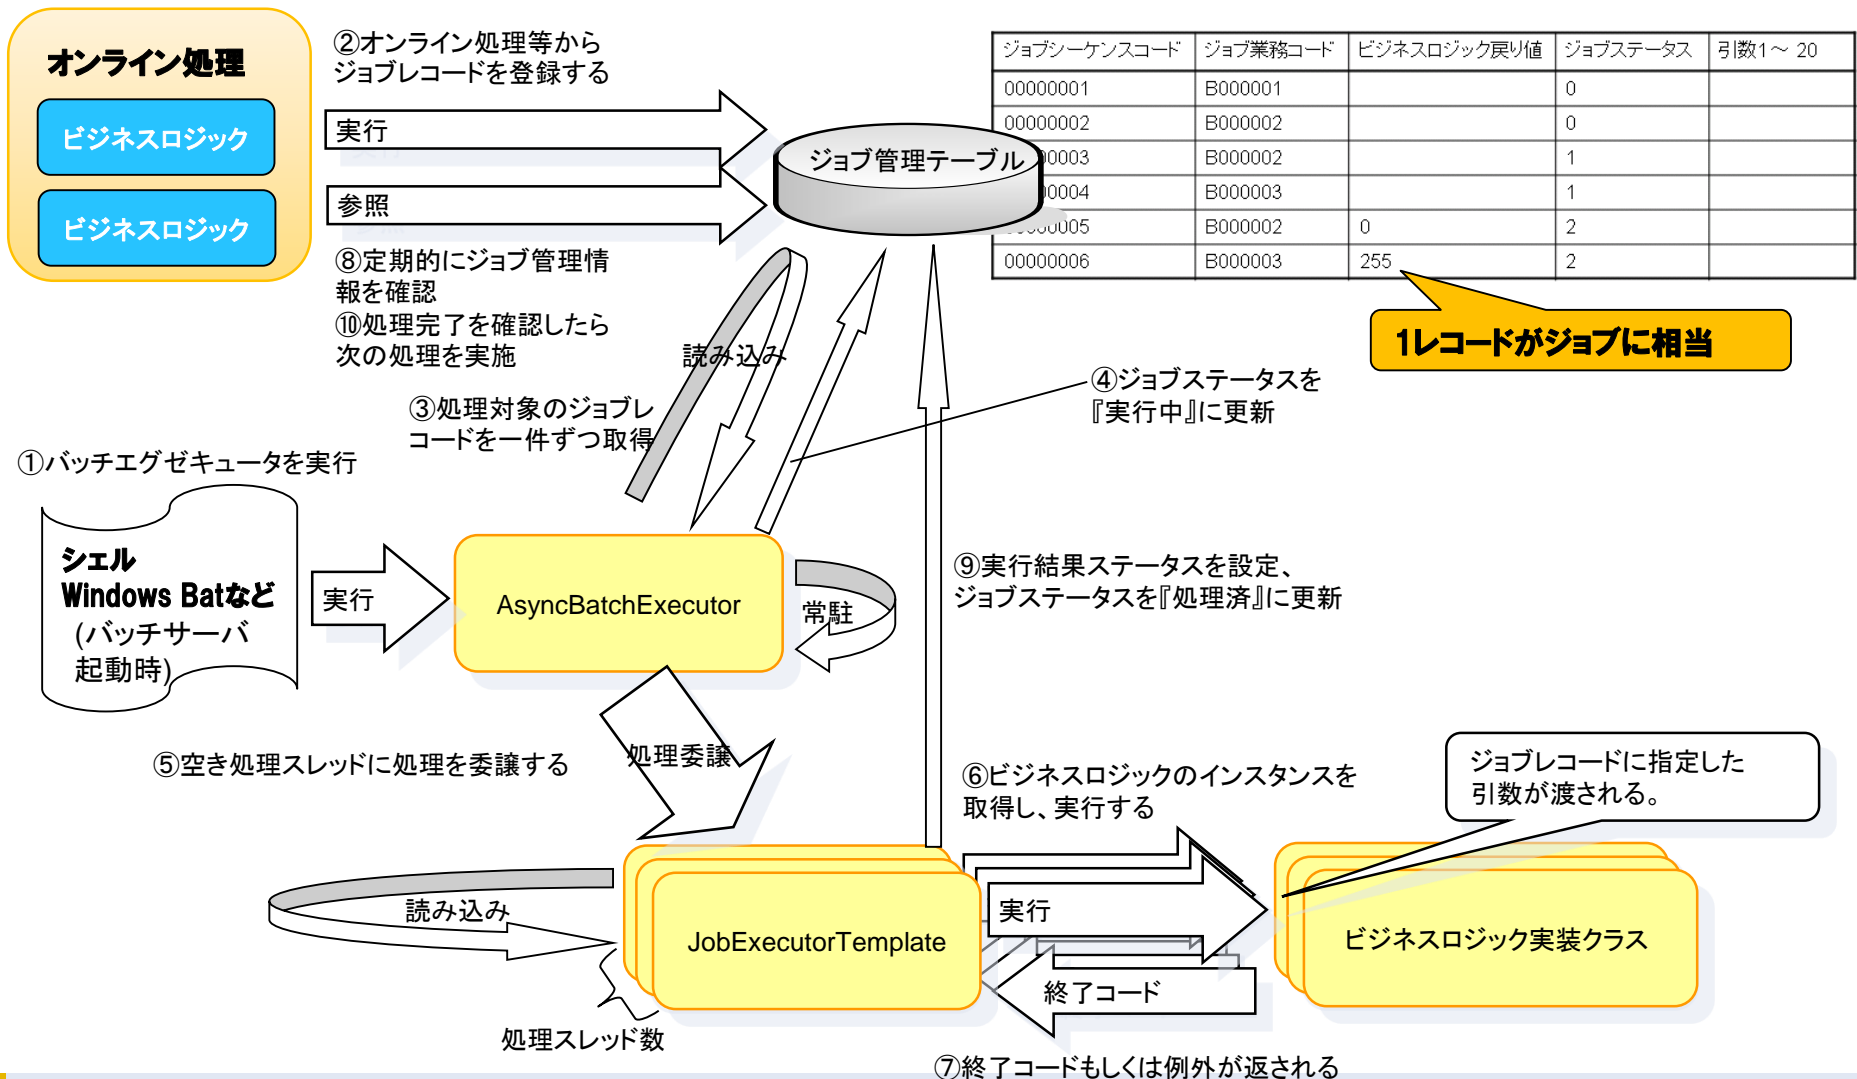 オンライン処理
ビジネスロジック
ビジネスロジック
②オンライン処理等から
ジョブレコードを登録する
実行
参照
⑧定期的にジョブ管理情
報を確認
⑩処理完了を確認したら
次の処理を実施
ジョブ管理テーブル
ジョブシーケンスコード ジョブ業務コード ビジネスロジック戻り値 ジョブステータス 引数1～ 20
00000001 B000001 0
00000002 B000002 0
0003 B000002 1
0004 B000003 1
0005 B000002 0 2
00000006 B000003 255 2
1レコードがジョブに相当
読み込み
③処理対象のジョブレ
コードを一件ずつ取得
④ジョブステータスを
『実行中』に更新
①バッチエグゼキュータを実行
シェル
Windows Batなど
(バッチサーバ
起動時)
実行
AsyncBatchExecutor
常駐
⑨実行結果ステータスを設定、
ジョブステータスを『処理済』に更新
⑤空き処理スレッドに処理を委譲する
処理委譲
⑥ビジネスロジックのインスタンスを
取得し、実行する
ジョブレコードに指定した
引数が渡される。
読み込み
JobExecutorTemplate
実行
終了コード
ビジネスロジック実装クラス
処理スレッド数
⑦終了コードもしくは例外が返される